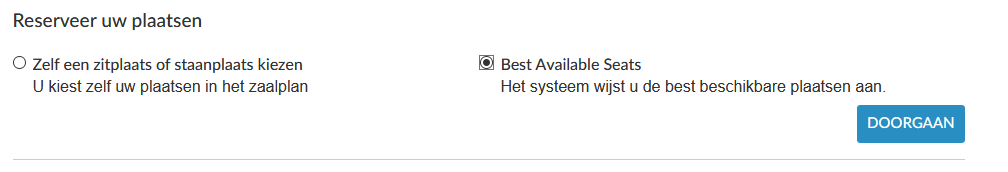 Reserveer uw plaatsen
Zelf een zitplaats of staanplaats kiezen
U kiest zelf uw plaatsen in het zaalplan
Best Available Seats
Het systeem wijst u de best beschikbare plaatsen aan.
DOORGAAN